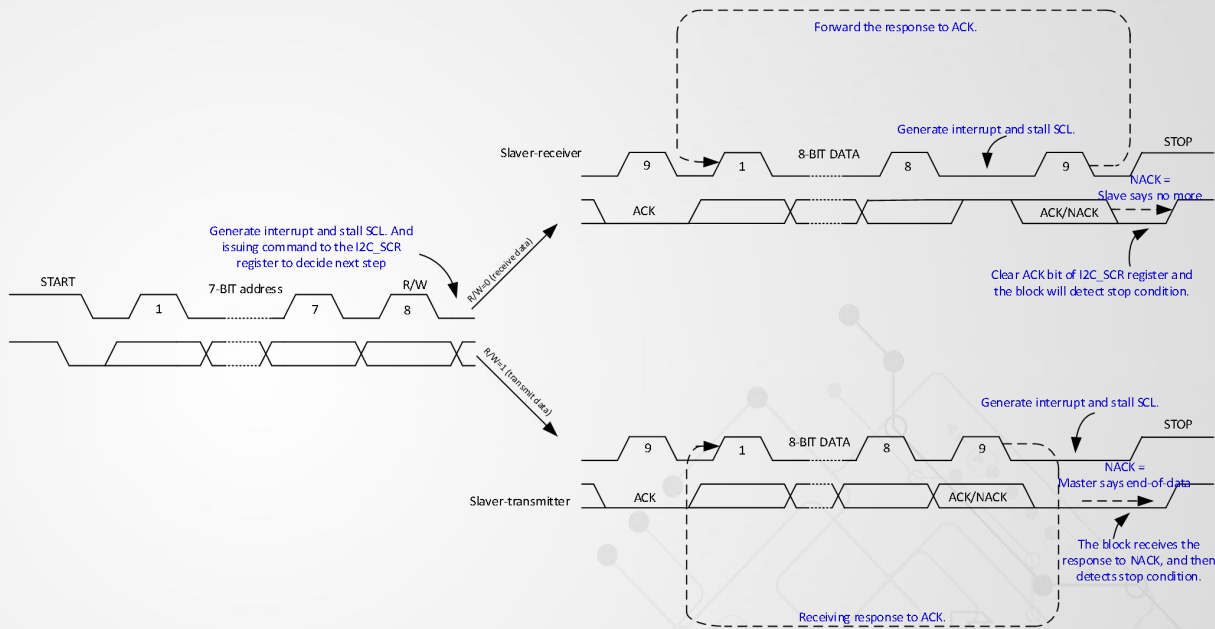 Forward the response to ACK.
Generate interrupt and stall SCL.
Slaver-receiver
8-BIT DATA
STOP
9
1
8
9
NACK =
Slave says no more
ACK
ACK/NACK
Generate interrupt and stall SCL. And
issuing command to the I2C_SCR
register to decide next step
R/W=0 (receive data)
Clear ACK bit of I2C_SCR register and
the block will detect stop condition.
START
7-BIT address
R/W
1
7
8
R/W=1 (transmit data)
Generate interrupt and stall SCL.
STOP
8-BIT DATA
9
1
8
9
NACK =
Master says end-of-data
Slaver-transmitter
ACK
ACK/NACK
The block receives the
response to NACK, and then
detects stop condition.
Receiving response to ACK.